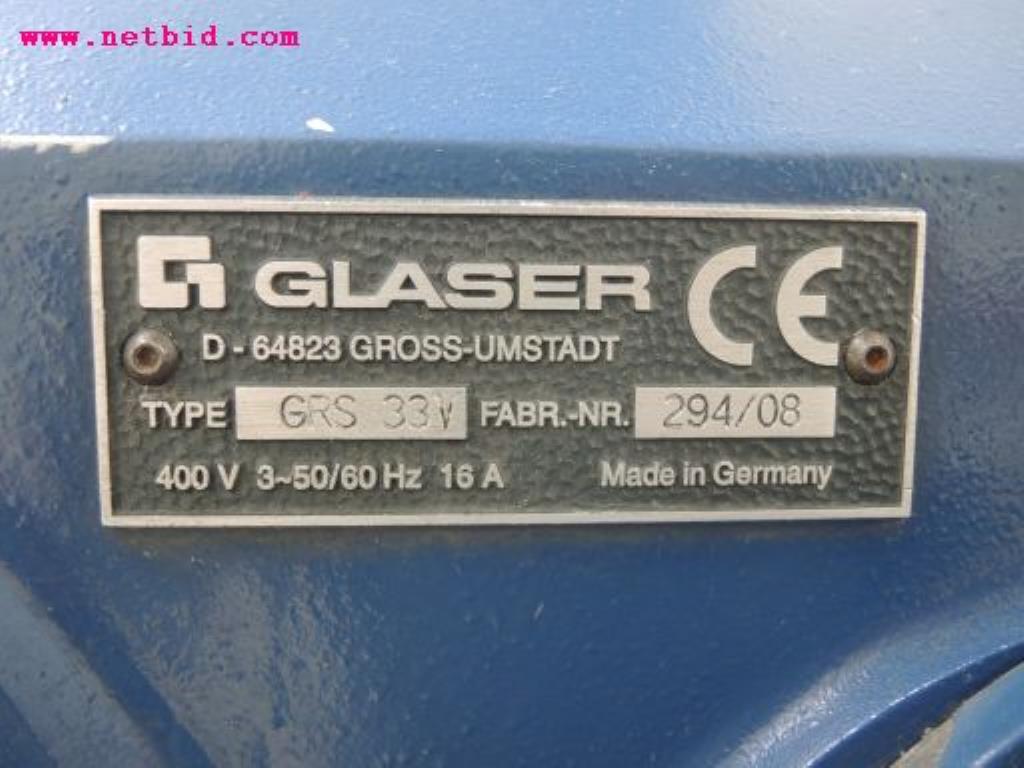 www.netbid.com
GLASER CE
D - 64823 GROSS-UMSTADT
TYPE GRS 33V FABR.-NR. 294/08
400 V 3~50/60 Hz 16 A Made in Germany